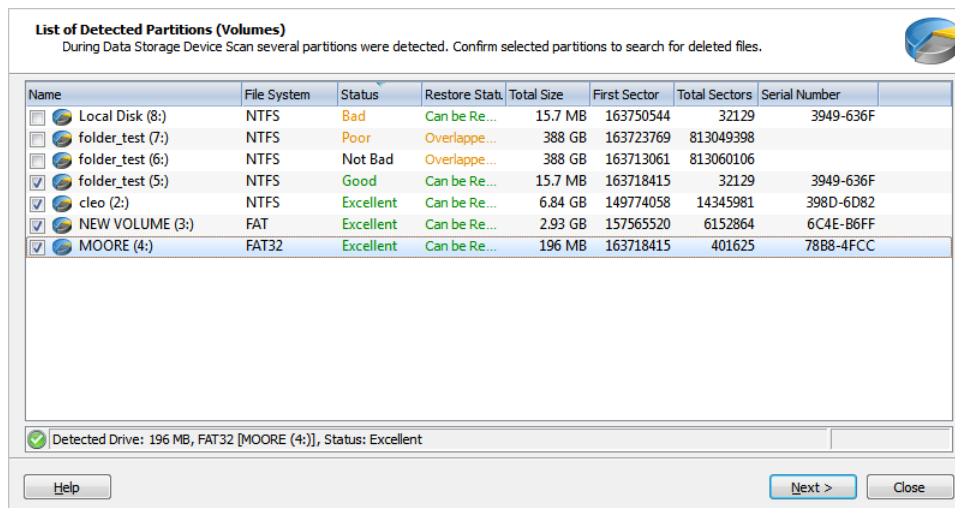 List of Detected Partitions (Volumes)
During Data Storage Device Scan several partitions were detected. Confirm selected partitions to search for deleted files.
Name File System Status Restore Statu Total Size First Sector Total Sectors Serial Number
Local Disk (8:) NTFS Bad Can be Re... 15.7 MB 163750544 32129 3949-636F
folder_test (7:) NTFS Poor Overlappe... 388 GB 163723769 813049398
folder_test (6:) NTFS Not Bad Overlappe... 388 GB 163713061 813060106
folder_test (5:) NTFS Good Can be Re... 15.7 MB 163718415 32129 3949-636F
cleo (2:) NTFS Excellent Can be Re... 6.84 GB 149774058 14345981 398D-6D82
NEW VOLUME (3:) FAT Excellent Can be Re... 2.93 GB 157565520 6152864 6C4E-B6FF
MOORE (4:) FAT32 Excellent Can be Re... 196 MB 163718415 401625 78B8-4FCC
Detected Drive: 196 MB, FAT32 [MOORE (4:)], Status: Excellent
Help Next > Close